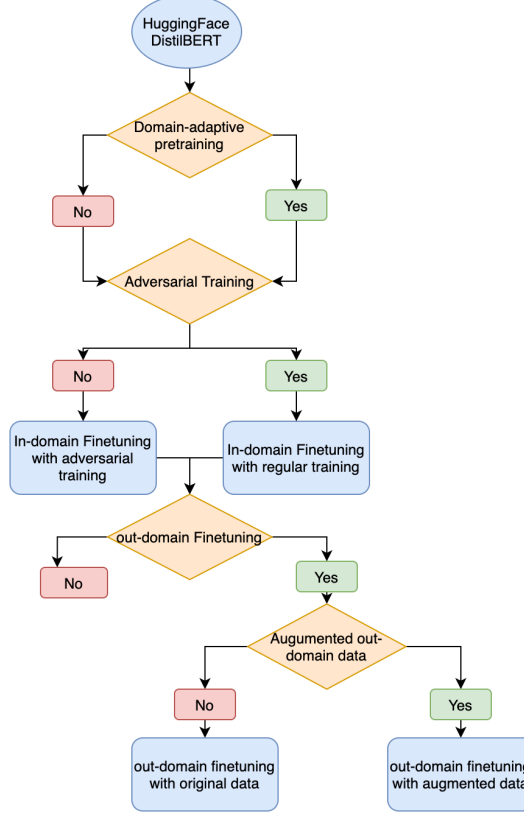 HuggingFace
DistilBERT
Domain-adaptive
pretraining
No
Yes
Adversarial Training
No
Yes
In-domain Finetuning
with adversarial
training
In-domain Finetuning
with regular training
out-domain Finetuning
No
Yes
Augumented out-
domain data
No
Yes
out-domain finetuning
with original data
out-domain finetuning
with augmented data